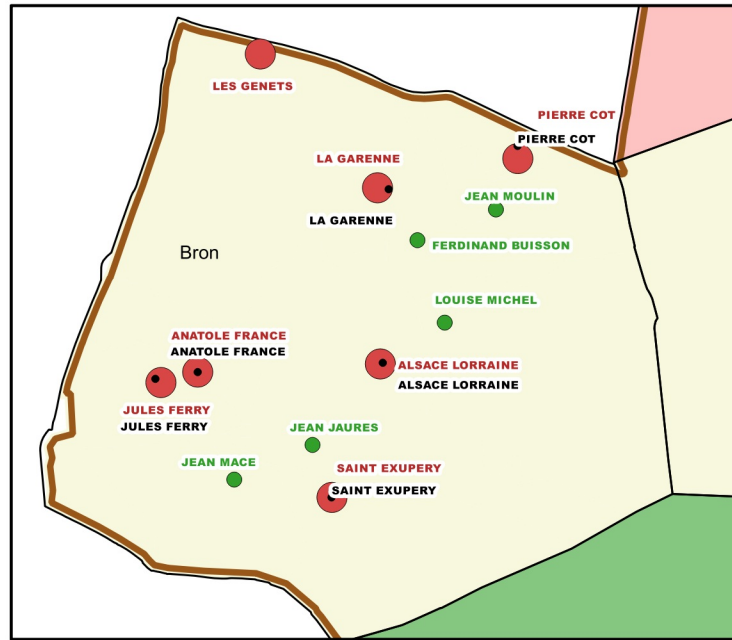 LES GENETS
PIERRE COT
PIERRE COT
LA GARENNE
JEAN MOULIN
LA GARENNE
FERDINAND BUISSON
Bron
LOUISE MICHEL
ANATOLE FRANCE
ANATOLE FRANCE
ALSACE LORRAINE
ALSACE LORRAINE
JULES FERRY
JULES FERRY
JEAN JAURES
JEAN MACE
SAINT EXUPERY
SAINT EXUPERY